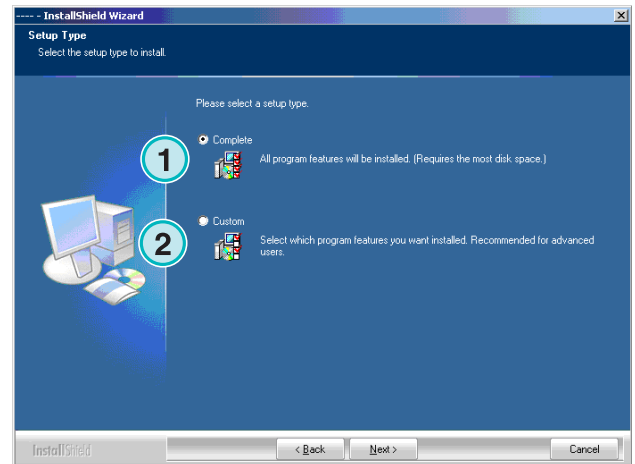 ---- - InstallShield Wizard
Setup Type
Select the setup type to install.
Please select a setup type.
Complete
1
All program features will be installed. (Requires the most disk space.)
Custom
2
Select which program features you want installed. Recommended for advanced
users.
InstallShield
< Back
Next >
Cancel